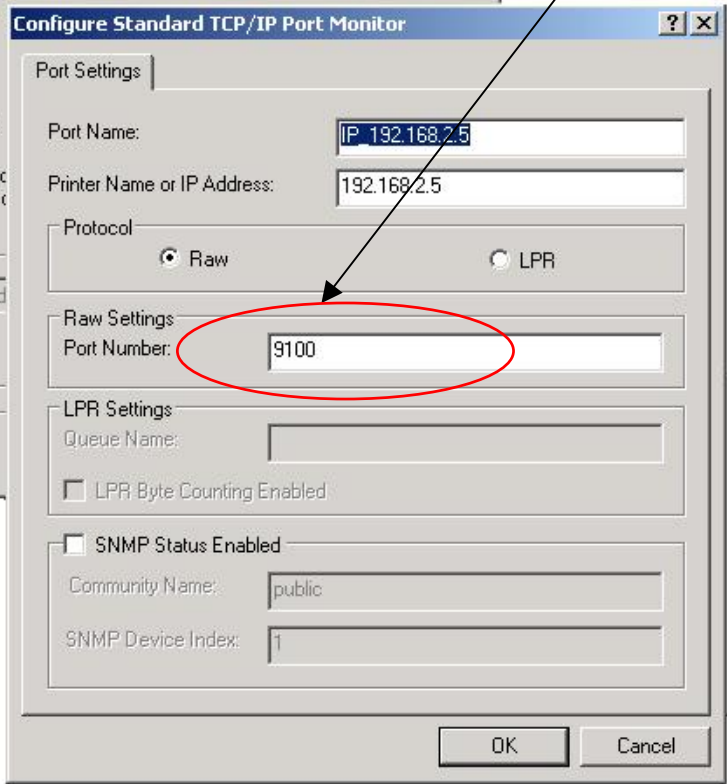 Configure Standard TCP/IP Port Monitor
Port Settings
Port Name: IP_192.168.2.5
Printer Name or IP Address: 192.168.2.5
Protocol
Raw LPR
Raw Settings
Port Number: 9100
LPR Settings
Queue Name:
LPR Byte Counting Enabled
SNMP Status Enabled
Community Name: public
SNMP Device Index: 1
OK Cancel